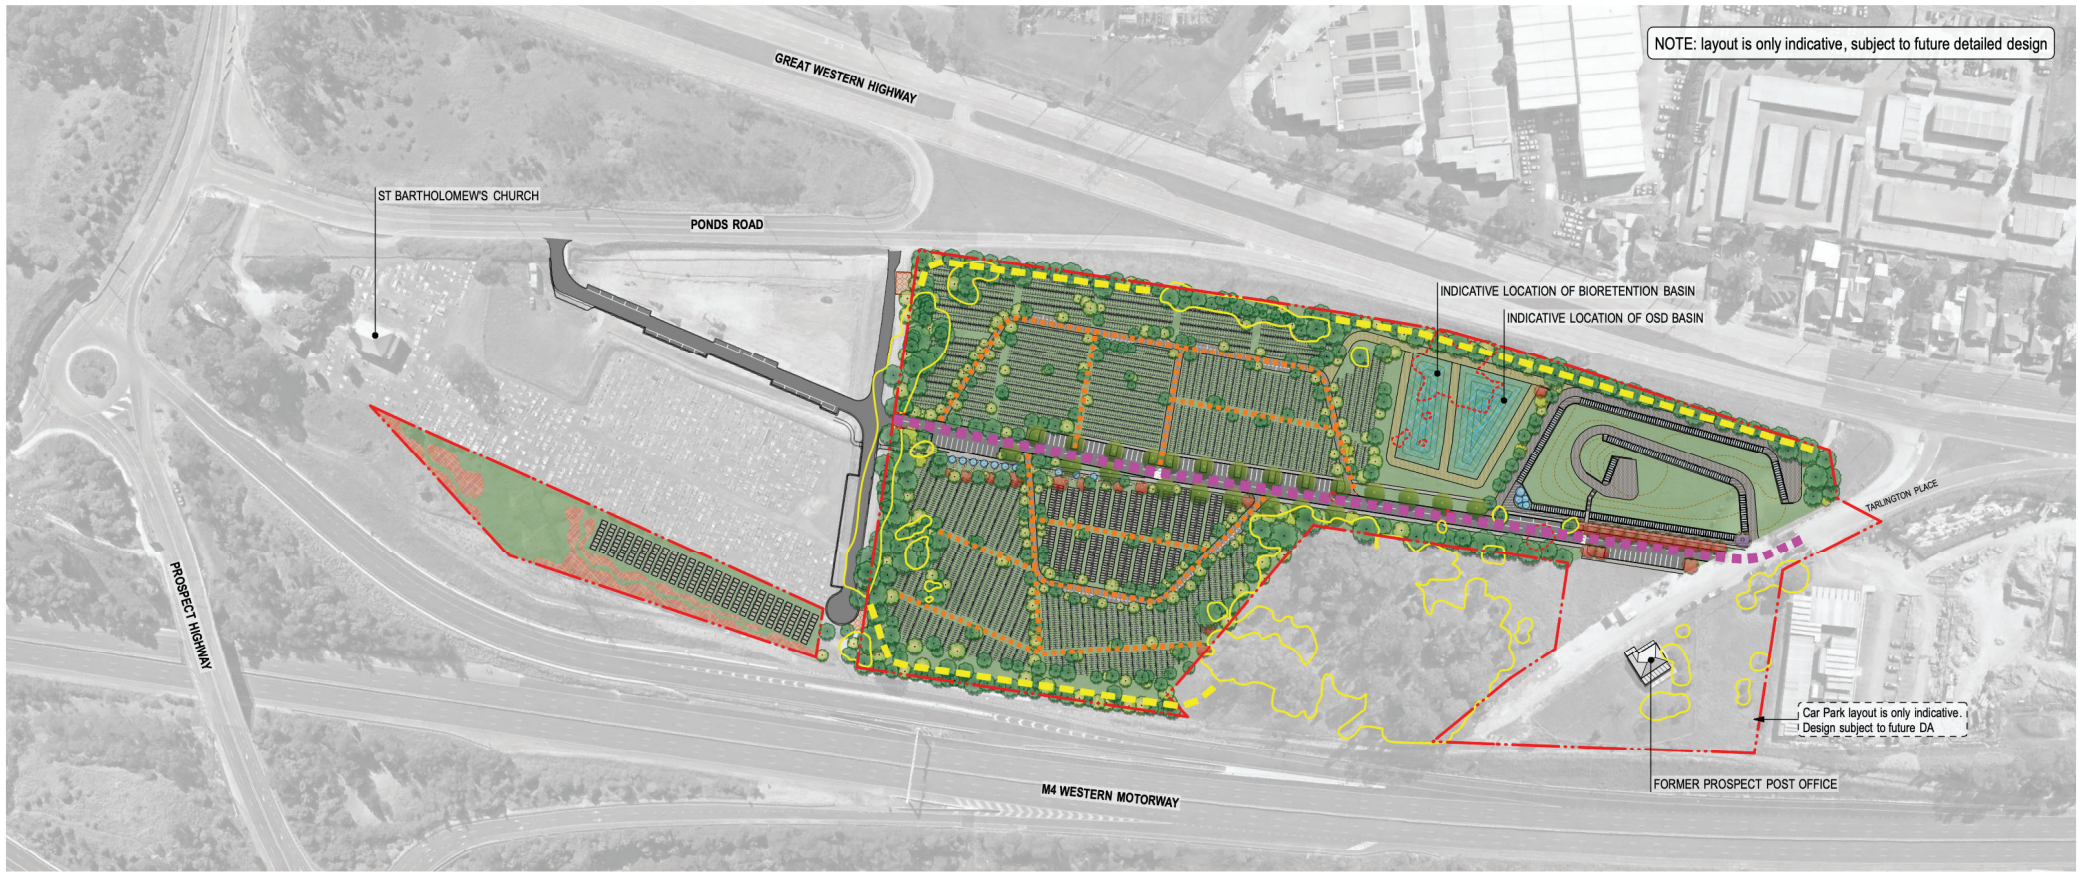 NOTE: layout is only indicative, subject to future detailed design
GREAT WESTERN HIGHWAY
ST BARTHOLOMEW'S CHURCH
PONDS ROAD
INDICATIVE LOCATION OF BIORETENTION BASIN
INDICATIVE LOCATION OF OSD BASIN
TARLINGTON PLACE
PROSPECT HIGHWAY
Car Park layout is only indicative.
Design subject to future DA
FORMER PROSPECT POST OFFICE
M4 WESTERN MOTORWAY